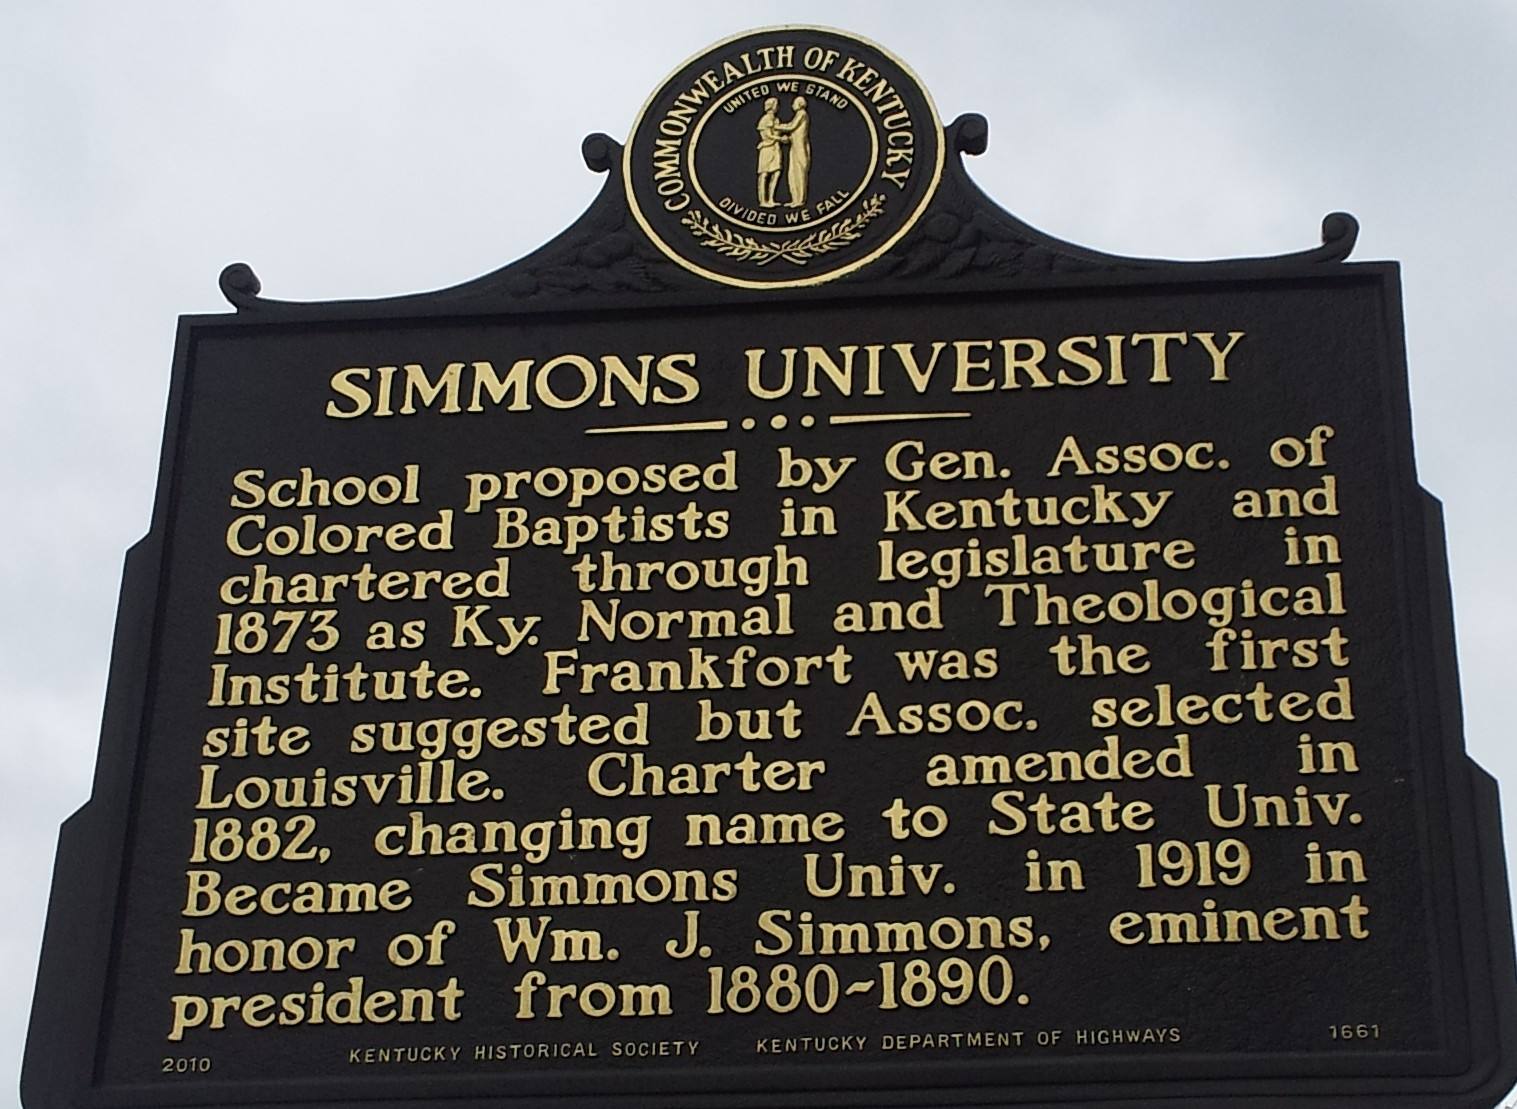 COMMONWEALTH OF KENTUCKY
UNITED WE STAND
DIVIDED WE FALL
SIMMONS UNIVERSITY
School proposed by Gen. Assoc. of
Colored Baptists in Kentucky and
chartered through legislature in
1873 as Ky. Normal and Theological
Institute. Frankfort was the first
site suggested but Assoc. selected
Louisville. Charter amended in
1882, changing name to State Univ.
Became Simmons Univ. in 1919 in
honor of Wm. J. Simmons, eminent
president from 1880~1890.
2010 KENTUCKY HISTORICAL SOCIETY KENTUCKY DEPARTMENT OF HIGHWAYS 1661